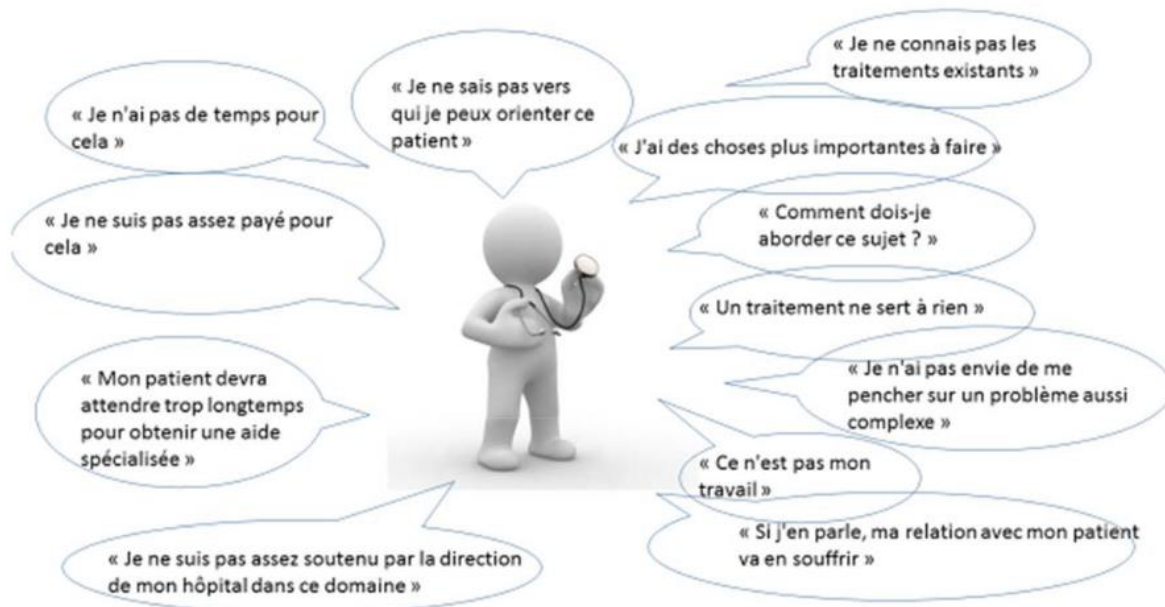 « Je ne connais pas les
traitements existants »
« Je ne sais pas vers
qui je peux orienter ce
patient »
« Je n'ai pas de temps pour
cela »
« J'ai des choses plus importantes à faire »
« Je ne suis pas assez payé pour
cela »
« Comment dois-je
aborder ce sujet ? »
« Un traitement ne sert à rien »
« Mon patient devra
attendre trop longtemps
pour obtenir une aide
spécialisée »
« Je n'ai pas envie de me
pencher sur un problème aussi
complexe »
« Ce n'est pas mon
travail »
« Si j'en parle, ma relation avec mon patient
va en souffrir »
« Je ne suis pas assez soutenu par la direction
de mon hôpital dans ce domaine »